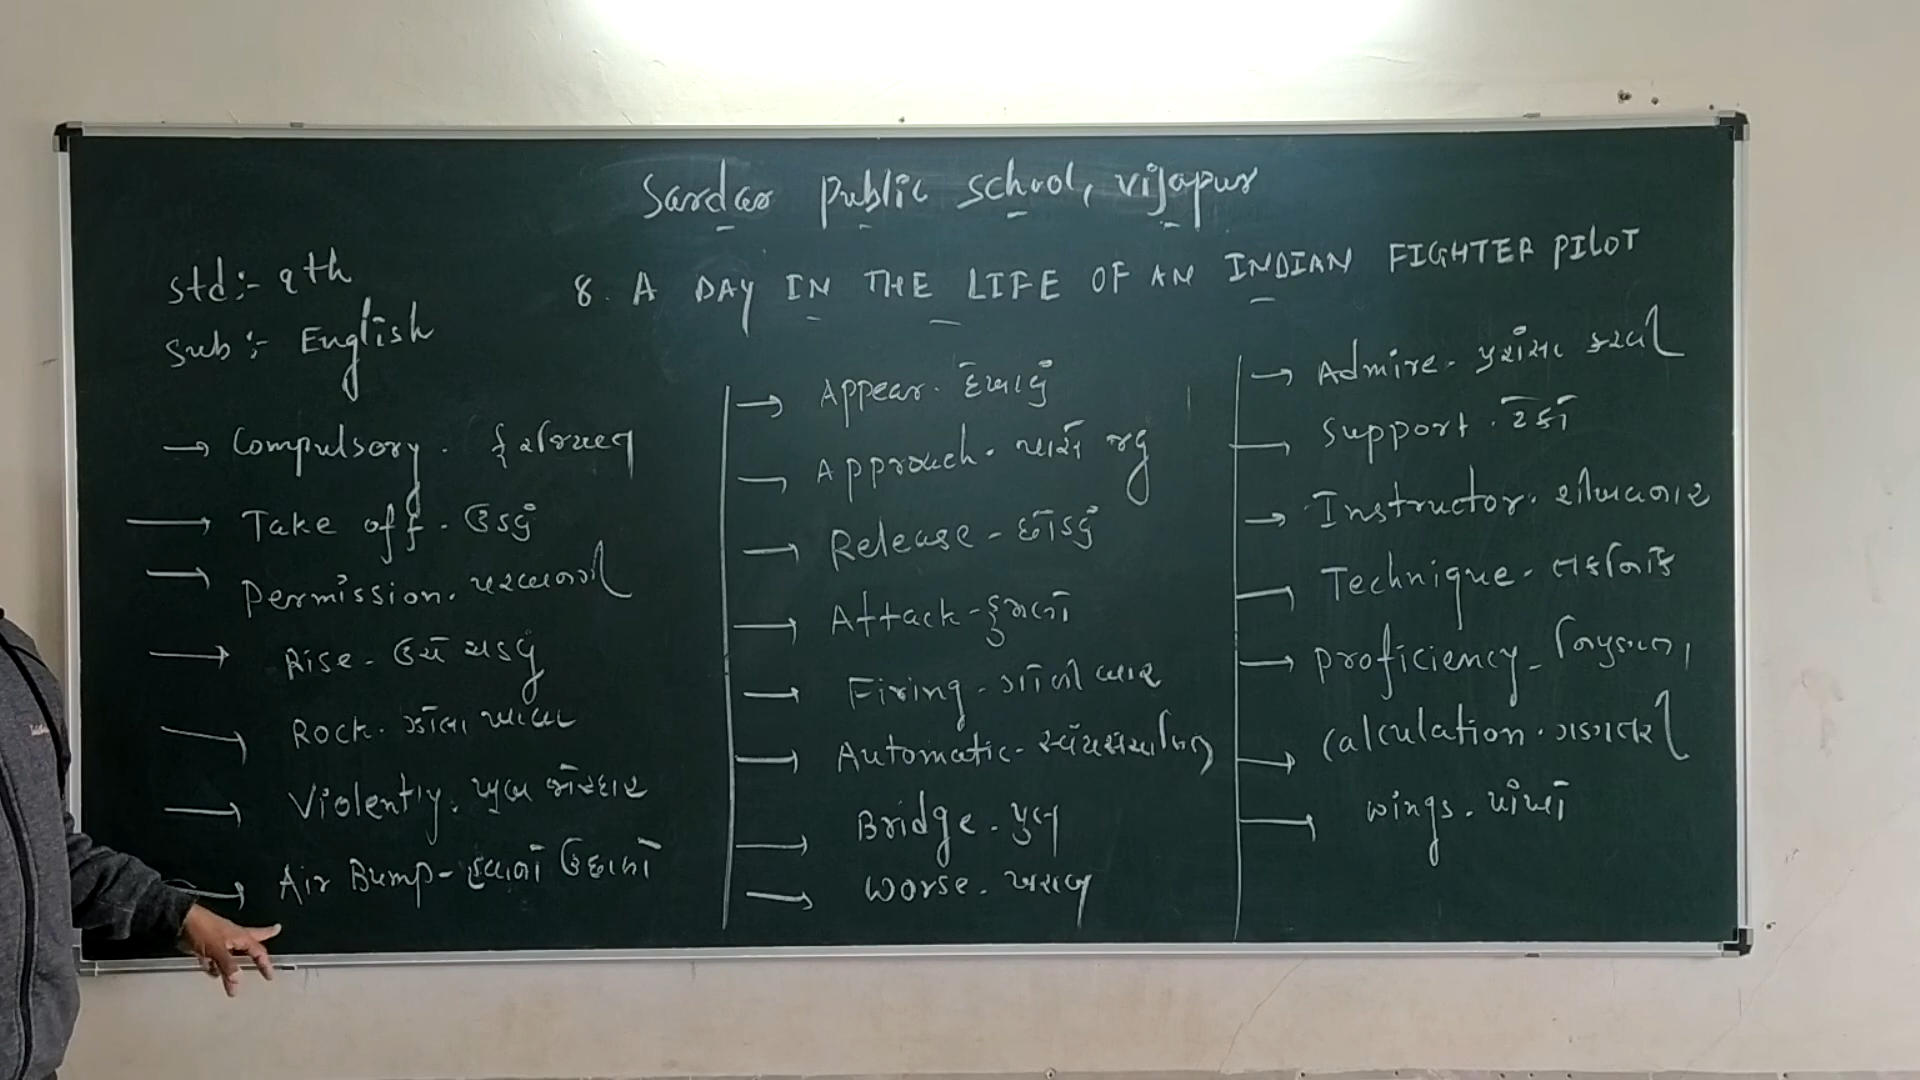 Sardar Public School, Vijapur
Std:- 9th
8. A DAY IN THE LIFE OF AN INDIAN FIGHTER PILOT
Sub:- English
→ Compulsory. ફરજિયાત
→ Take off - ઉડવું
→ Permission. પરવાનગી
→ Rise - ઉંચે ચડવું
→ Rock. ઝોલા ખાવા
→ Violently. ખુબ જોરદાર
→ Air Bump - હવાનો ઉછાળો
→ Appear. દેખાવું
→ Approach. પાસે જવું
→ Release - છોડવું
→ Attack - હુમલો
→ Firing - ગોળી બાર
→ Automatic - સ્વયંસંચાલિત
→ Bridge. પુલ
→ Worse. ખરાબ
→ Admire. પ્રશંસા કરવી
→ Support. ટેકો
→ Instructor. શીખવનાર
→ Technique. તકનીક
→ Proficiency - નિપુણતા
→ Calculation. ગણતરી
→ Wings. પાંખો